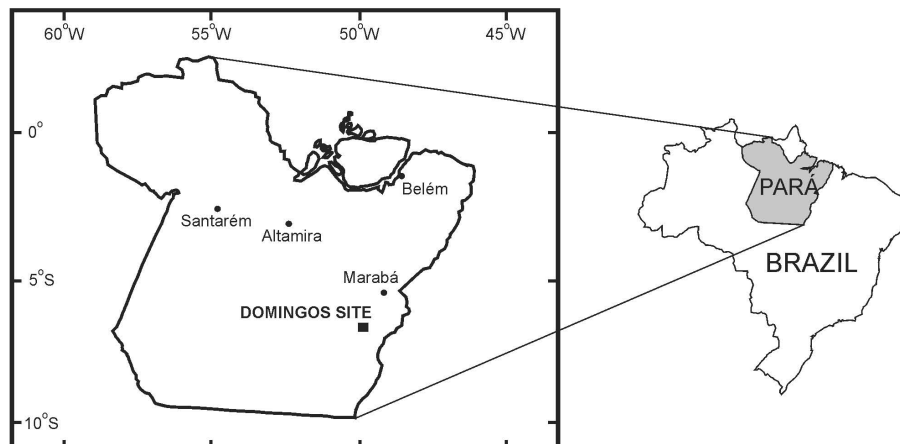 60°W 55°W 50°W 45°W
0°
Belém
Santarém
Altamira
Marabá
5°S
DOMINGOS SITE
10°S
PARÁ
BRAZIL